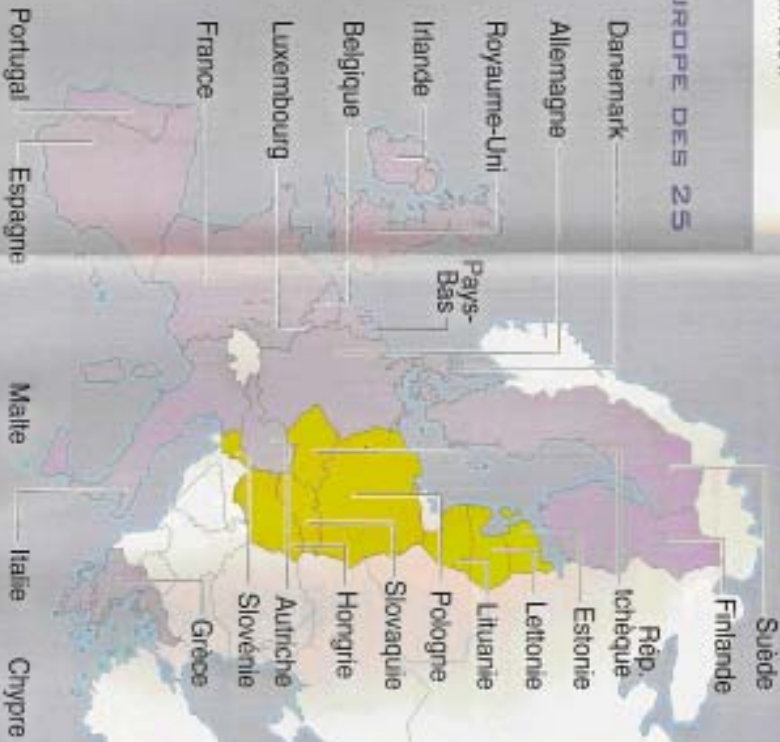 UROPE DES 25
Danemark
Allemagne
Royaume-Uni
Irlande
Belgique
Luxembourg
France
Pays-
Bas
Suède
Finlande
Rép.
tchèque
Estonie
Lettonie
Lituanie
Pologne
Slovaquie
Hongrie
Autriche
Slovénie
Grèce
Portugal
Espagne
Malte
Italie
Chypre